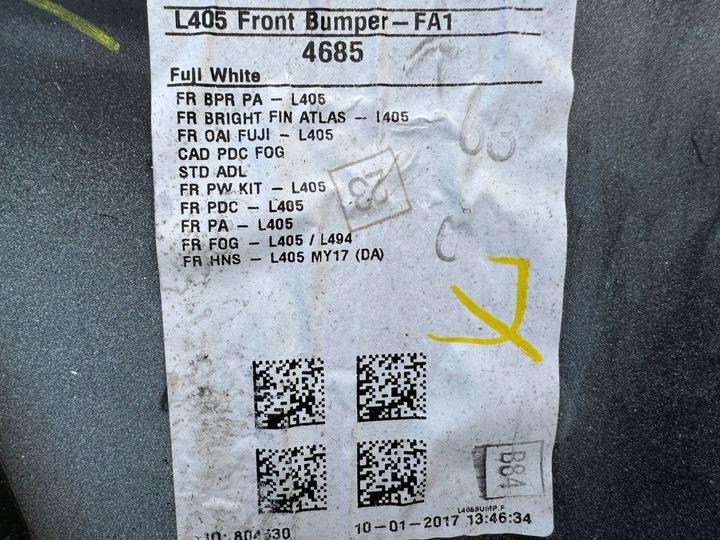 L405 Front Bumper-FA1
4685
Fuji White
FR BPR PA - L405
FR BRIGHT FIN ATLAS - L405
FR OAI FUJI - L405
CAD PDC FOG
STD ADL
FR PW KIT - L405
FR PDC - L405
FR PA - L405
FR FOG - L405 / L494
FR HNS - L405 MY17 (DA)
23
63
C
B84
L405BUMP.F
10-01-2017 13:46:34